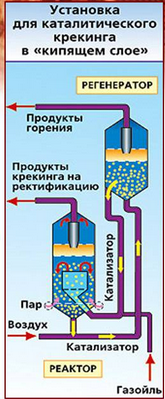 Установка
для каталитического
крекинга
в «кипящем слое»
РЕГЕНЕРАТОР
Продукты
горения
Продукты
крекинга на
ректификацию
Катализатор
Пар
Воздух
Катализатор
РЕАКТОР
Газойль